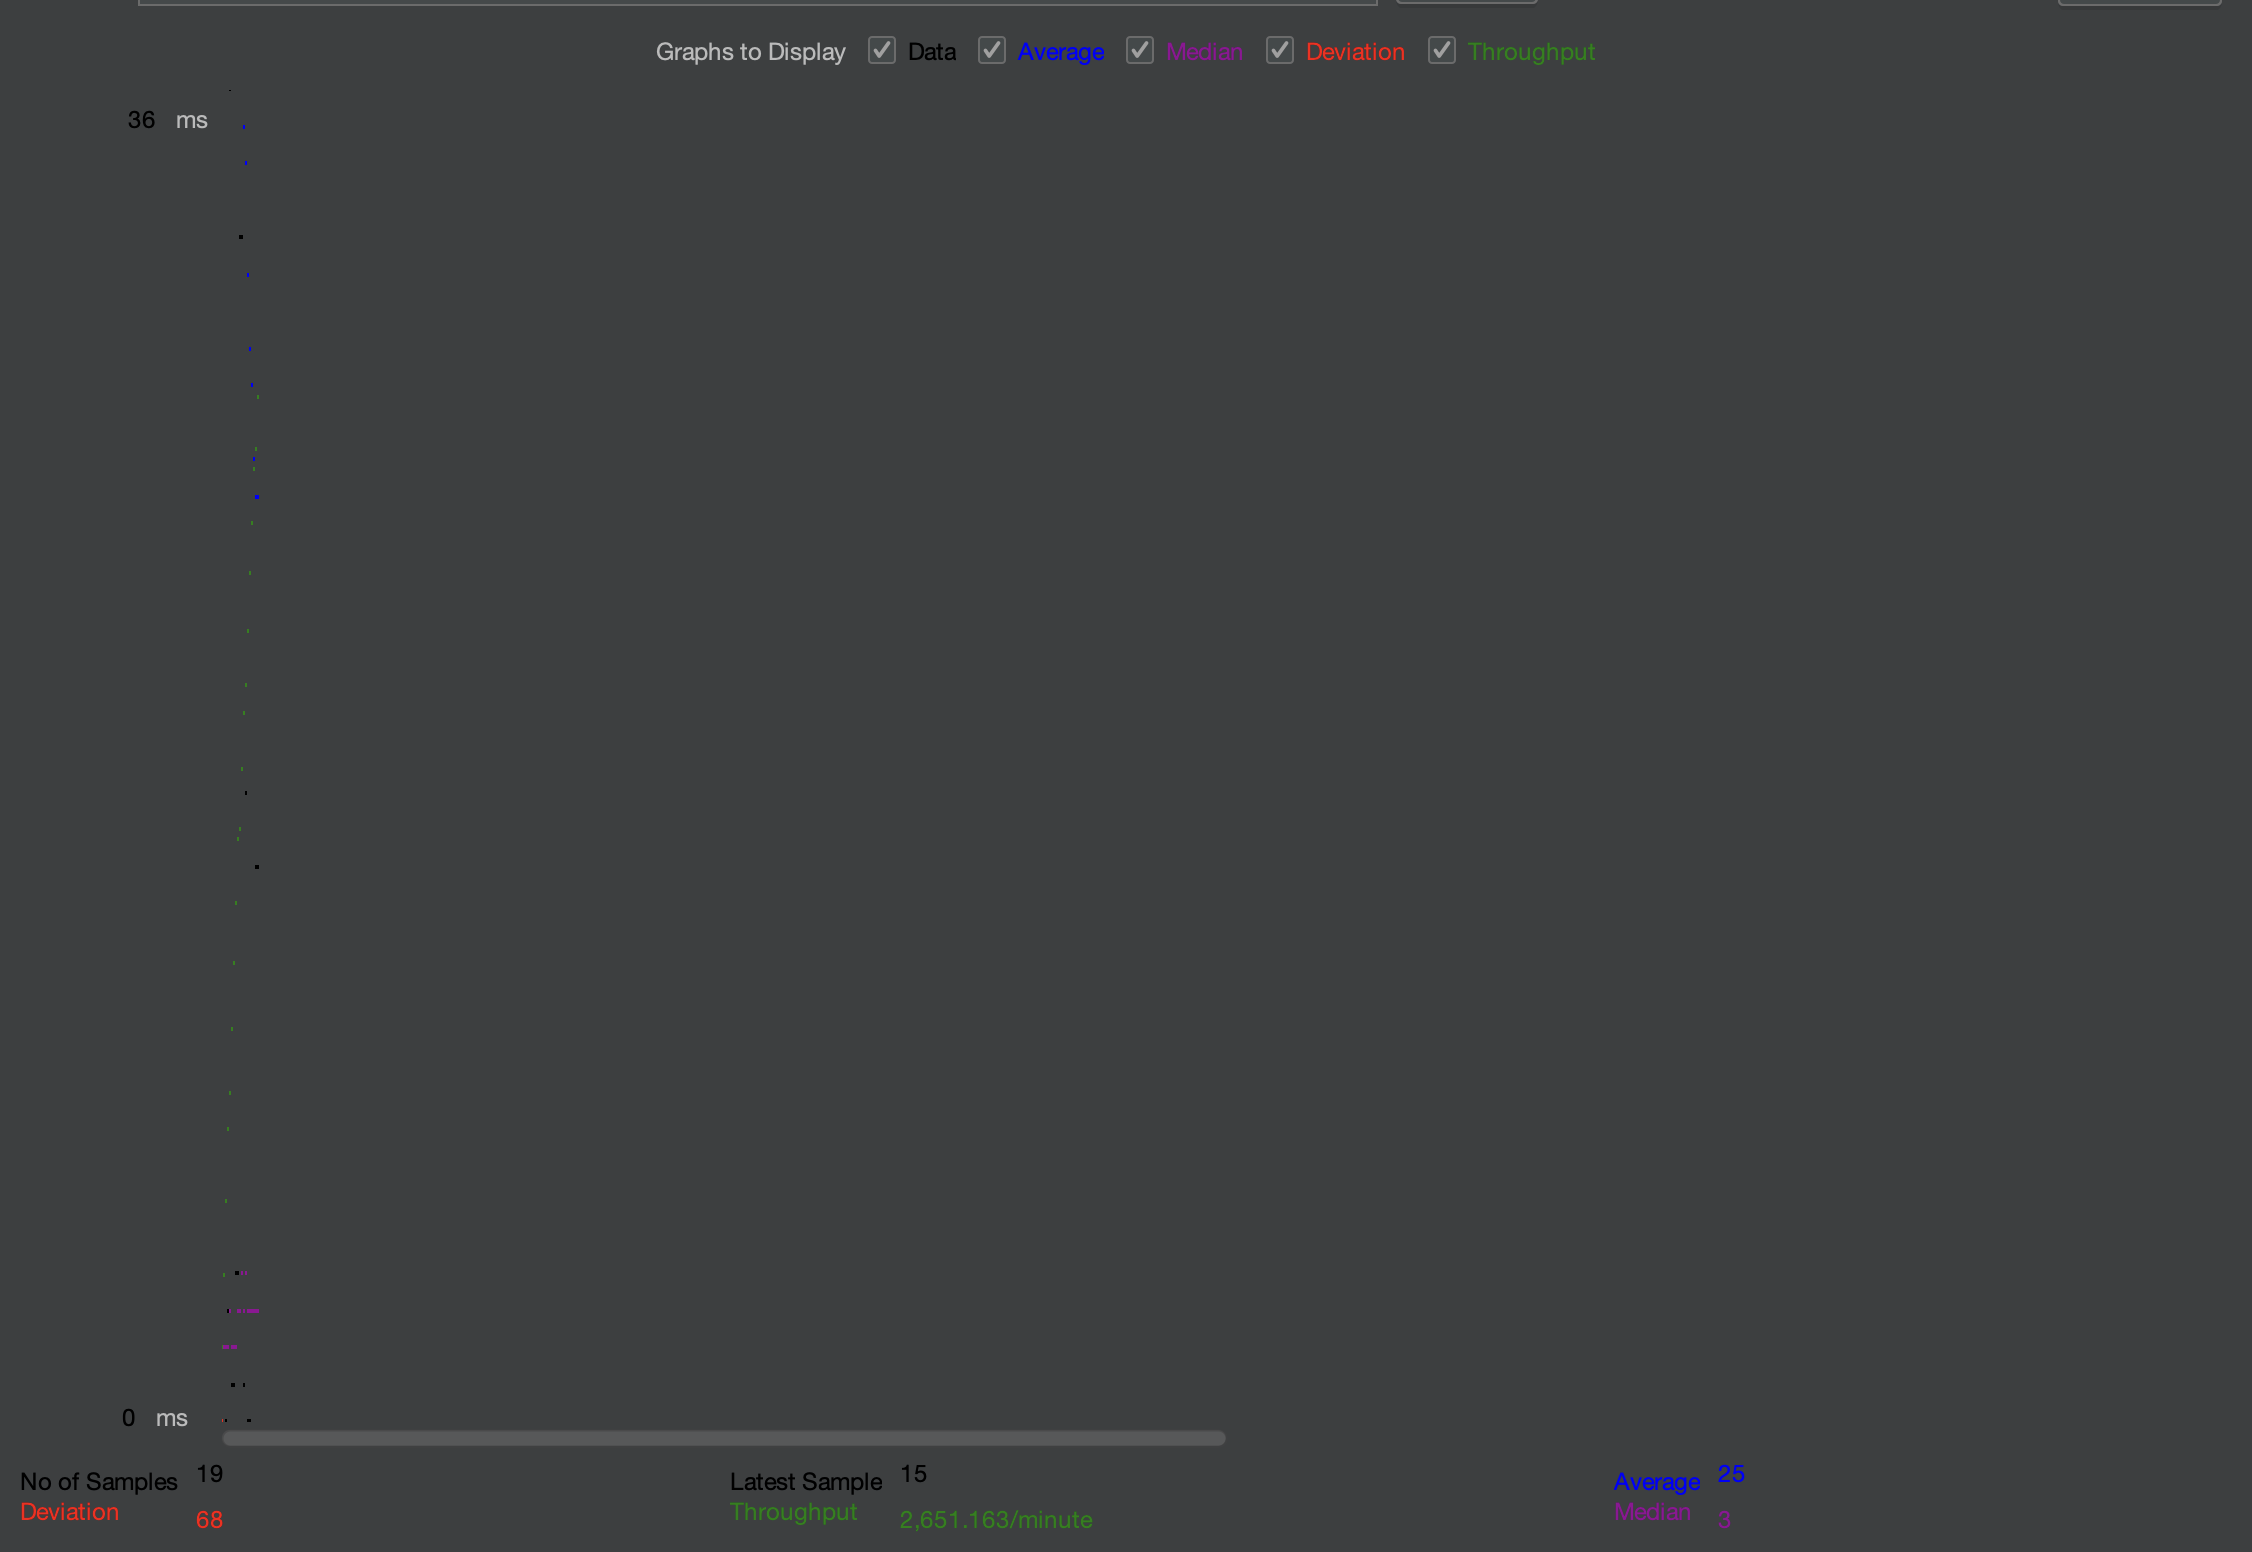 Graphs to Display Data Average Median Deviation Throughput
36 ms
0 ms
No of Samples 19 Latest Sample 15 Average 25
Deviation 68 Throughput 2,651.163/minute Median 3